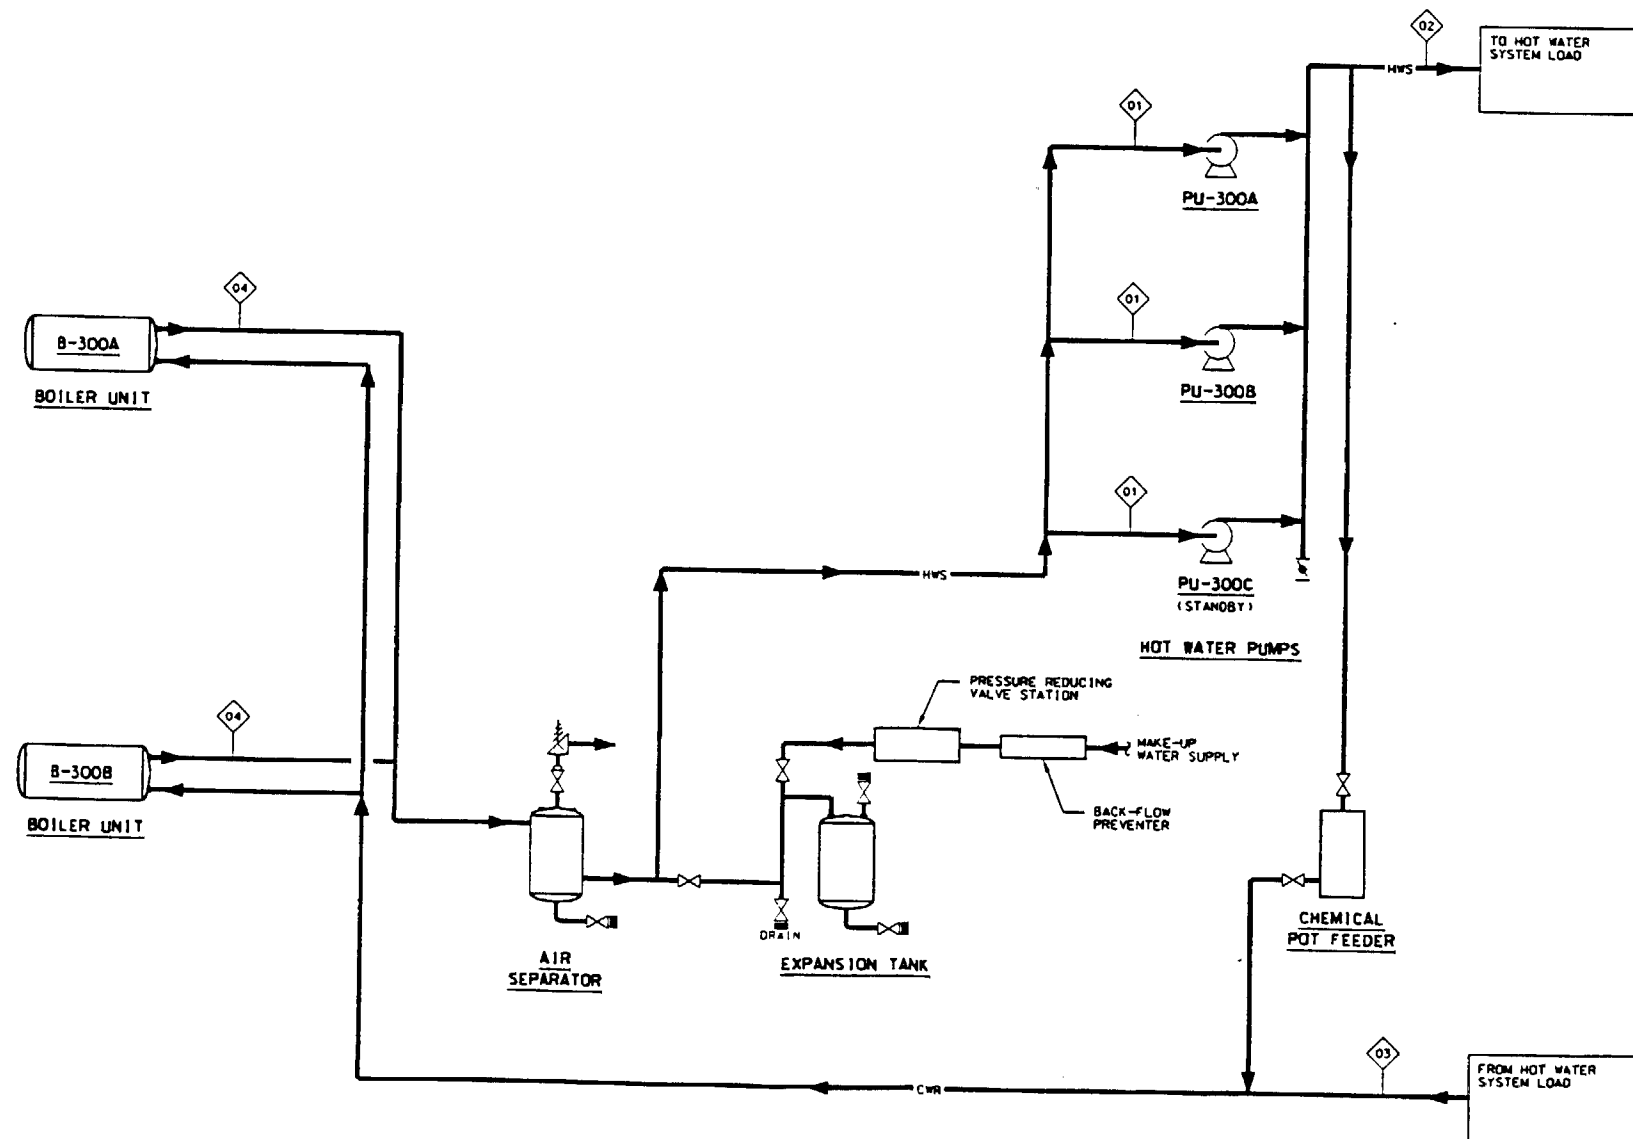 02
TO HOT WATER
SYSTEM LOAD
HWS
01
PU-300A
04
B-300A
BOILER UNIT
01
PU-300B
01
PU-300C
(STANDBY)
HWS
HOT WATER PUMPS
PRESSURE REDUCING
VALVE STATION
04
MAKE-UP
WATER SUPPLY
B-300B
BOILER UNIT
BACK-FLOW
PREVENTER
DRAIN
CHEMICAL
POT FEEDER
AIR
SEPARATOR
EXPANSION TANK
03
FROM HOT WATER
SYSTEM LOAD
CWR